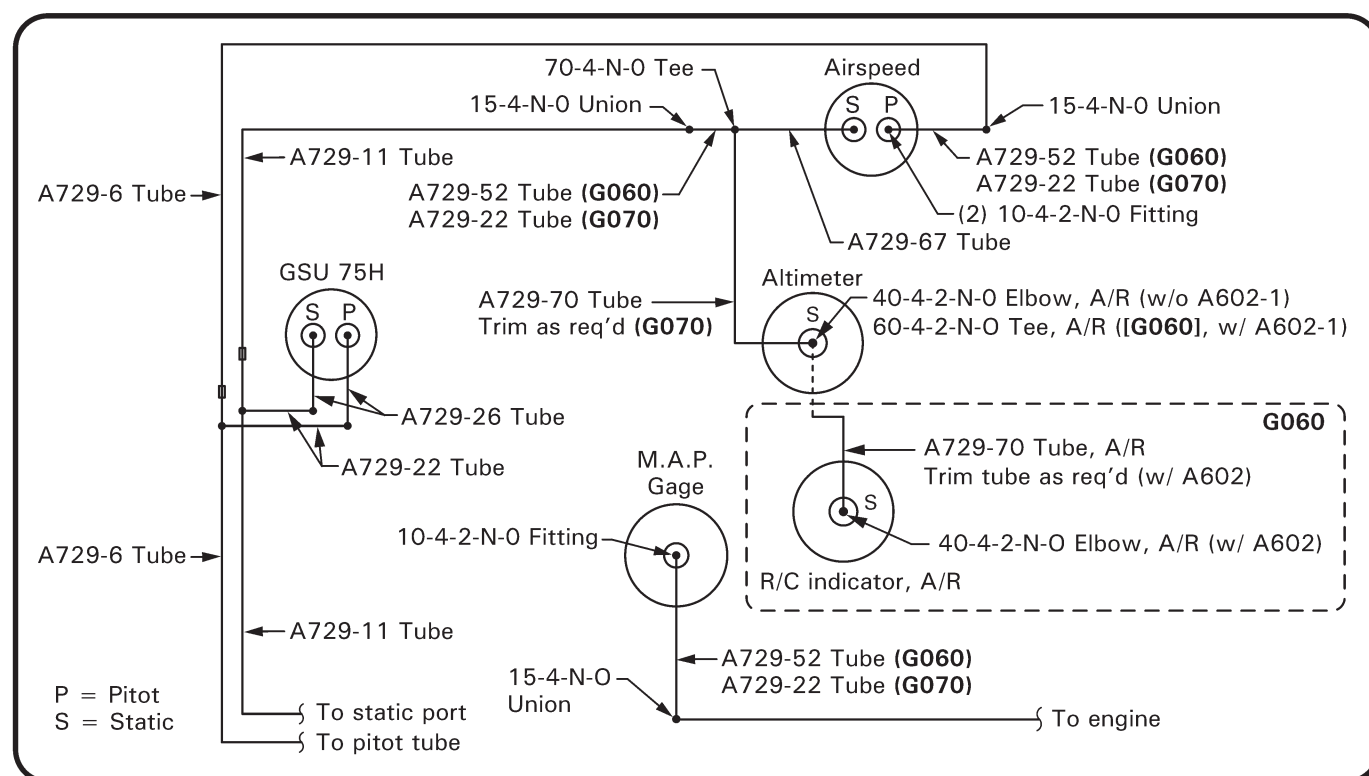 70-4-N-0 Tee
Airspeed
15-4-N-0 Union
S P
15-4-N-0 Union
A729-11 Tube
A729-52 Tube (G060)
A729-22 Tube (G070)
A729-6 Tube
A729-52 Tube (G060)
A729-22 Tube (G070)
(2) 10-4-2-N-0 Fitting
A729-67 Tube
GSU 75H
S P
Altimeter
S
A729-70 Tube
Trim as req'd (G070)
40-4-2-N-0 Elbow, A/R (w/o A602-1)
60-4-2-N-O Tee, A/R ([G060], w/ A602-1)
A729-26 Tube
A729-22 Tube
G060
A729-70 Tube, A/R
Trim tube as req'd (w/ A602)
M.A.P.
Gage
S
10-4-2-N-0 Fitting
40-4-2-N-O Elbow, A/R (w/ A602)
A729-6 Tube
R/C indicator, A/R
A729-11 Tube
A729-52 Tube (G060)
A729-22 Tube (G070)
15-4-N-O
Union
P = Pitot
S = Static
To static port
To pitot tube
To engine